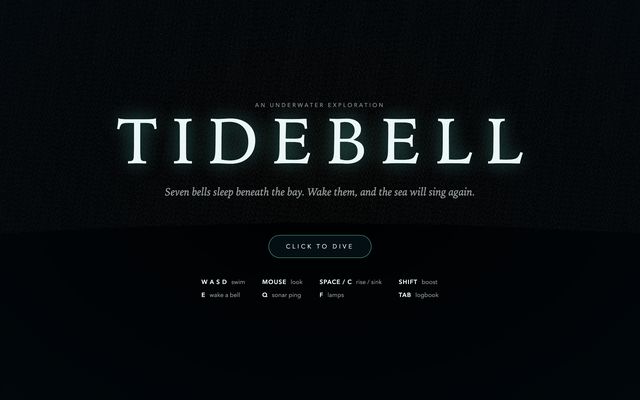 AN UNDERWATER EXPLORATION
TIDEBELL
Seven bells sleep beneath the bay. Wake them, and the sea will sing again.
CLICK TO DIVE
W A S D swim MOUSE look SPACE / C rise / sink SHIFT boost
E wake a bell Q sonar ping F lamps TAB logbook